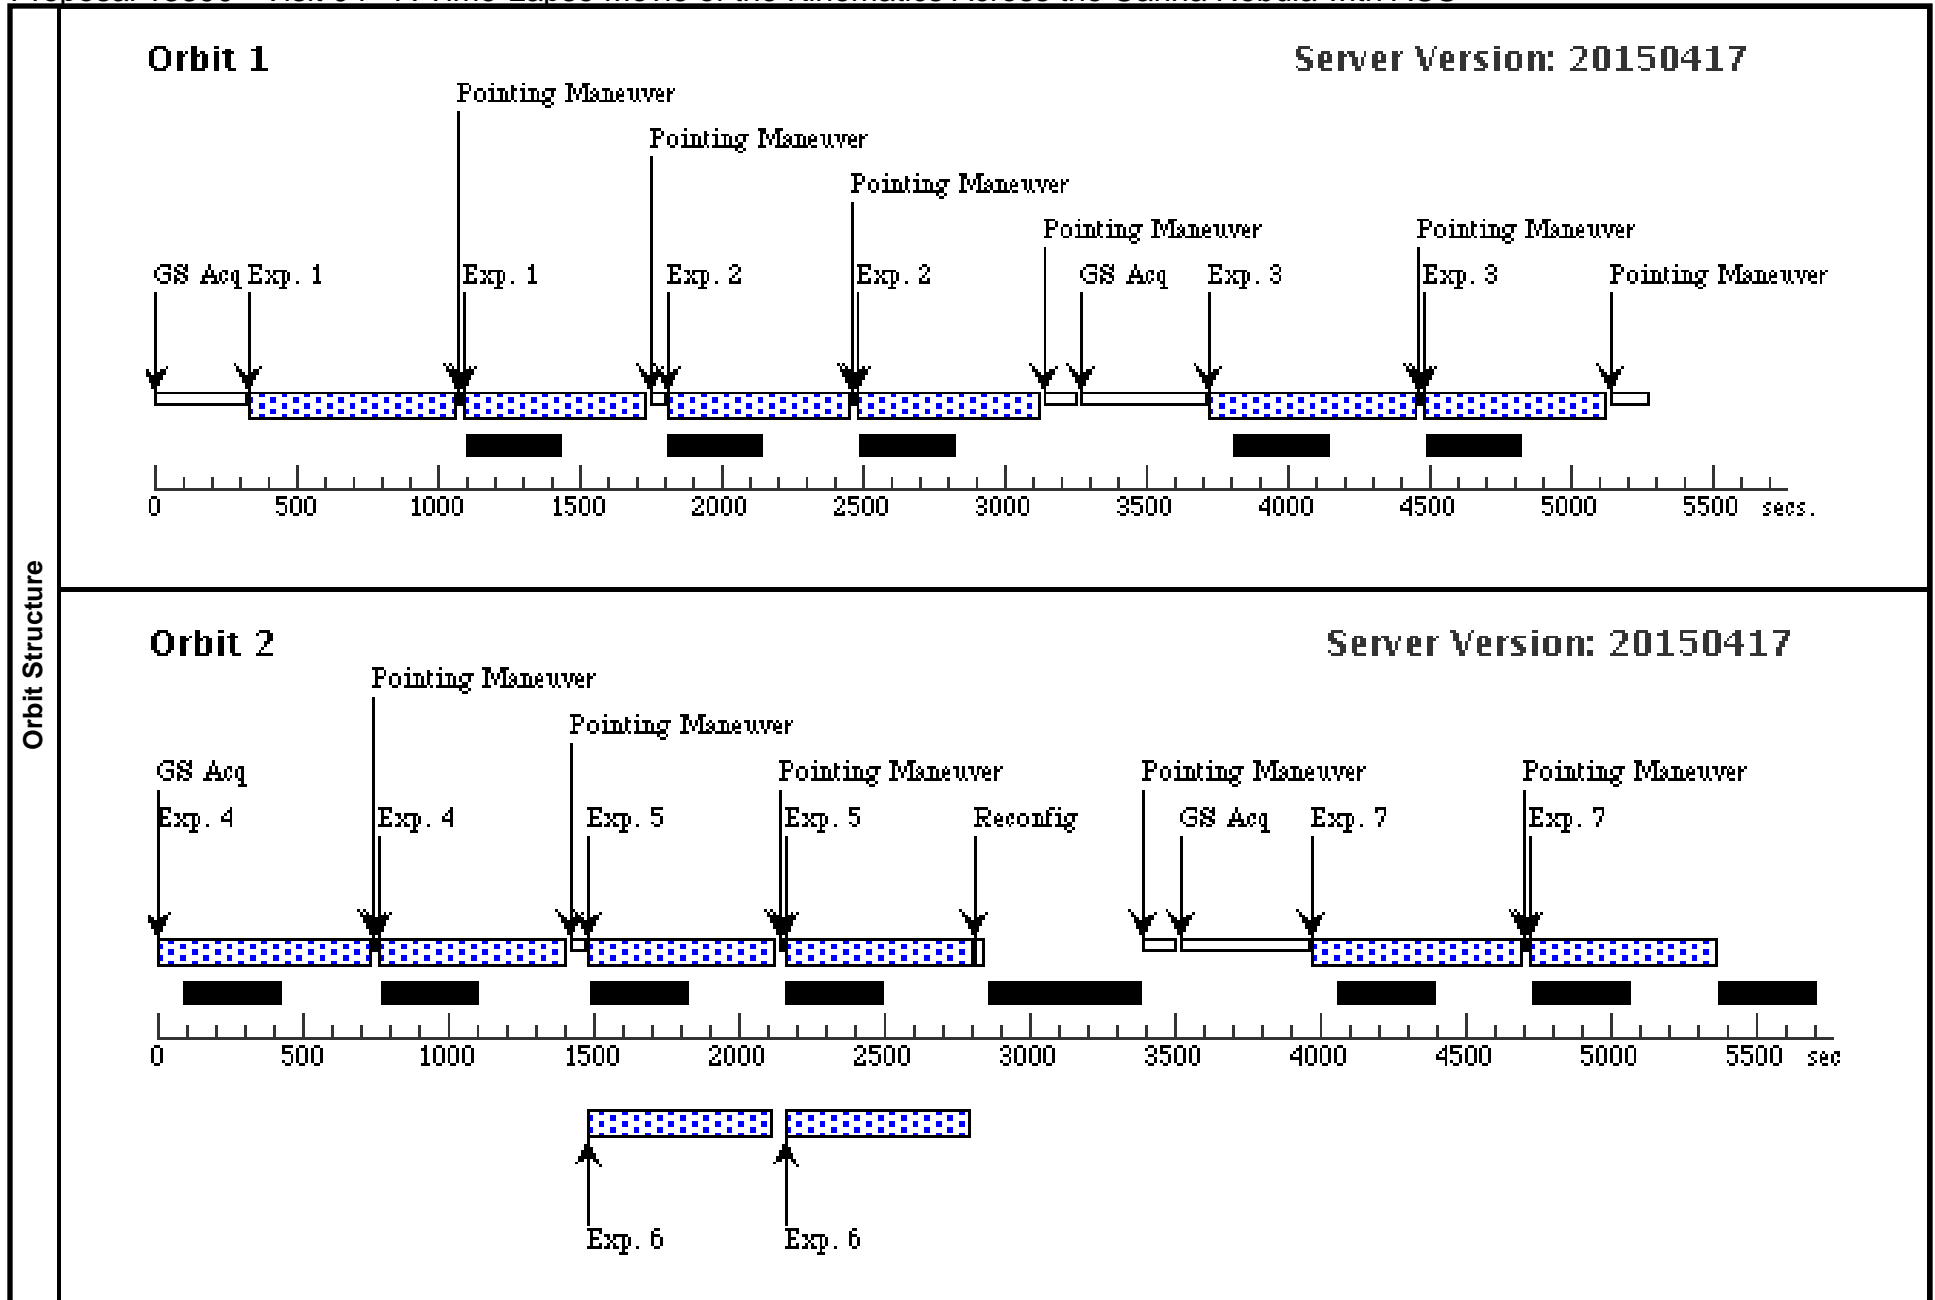 Orbit 1 Server Version: 20150417
Pointing Maneuver
Pointing Maneuver
Pointing Maneuver
Pointing Maneuver Pointing Maneuver
GS Acq Exp. 1 Exp. 1 Exp. 2 Exp. 2 GS Acq Exp. 3 Exp. 3 Pointing Maneuver
0 500 1000 1500 2000 2500 3000 3500 4000 4500 5000 5500 secs.
Orbit Structure
Orbit 2 Server Version: 20150417
Pointing Maneuver
Pointing Maneuver
GS Acq Pointing Maneuver Pointing Maneuver Pointing Maneuver
Exp. 4 Exp. 4 Exp. 5 Exp. 5 Reconfig GS Acq Exp. 7 Exp. 7
0 500 1000 1500 2000 2500 3000 3500 4000 4500 5000 5500 sec
Exp. 6 Exp. 6